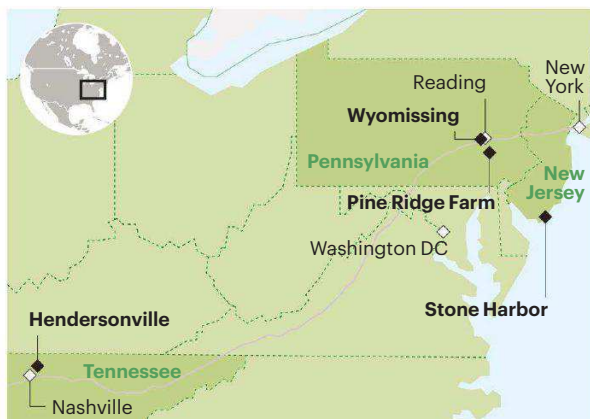 New
York
Reading
Wyomissing
Pennsylvania
New
Jersey
Pine Ridge Farm
Washington DC
Stone Harbor
Hendersonville
Tennessee
Nashville